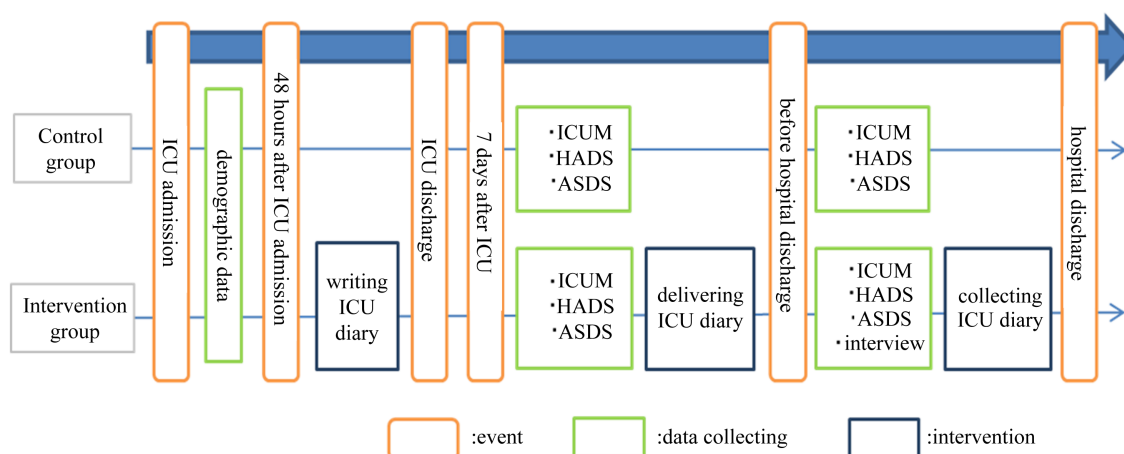 Control
group
Intervention
group
ICU admission
demographic data
48 hours after ICU admission
writing
ICU
diary
ICU discharge
7 days after ICU
·ICUM
·HADS
·ASDS
·ICUM
·HADS
·ASDS
delivering
ICU diary
before hospital discharge
·ICUM
·HADS
·ASDS
·ICUM
·HADS
·ASDS
·interview
collecting
ICU diary
hospital discharge
:event
:data collecting
:intervention